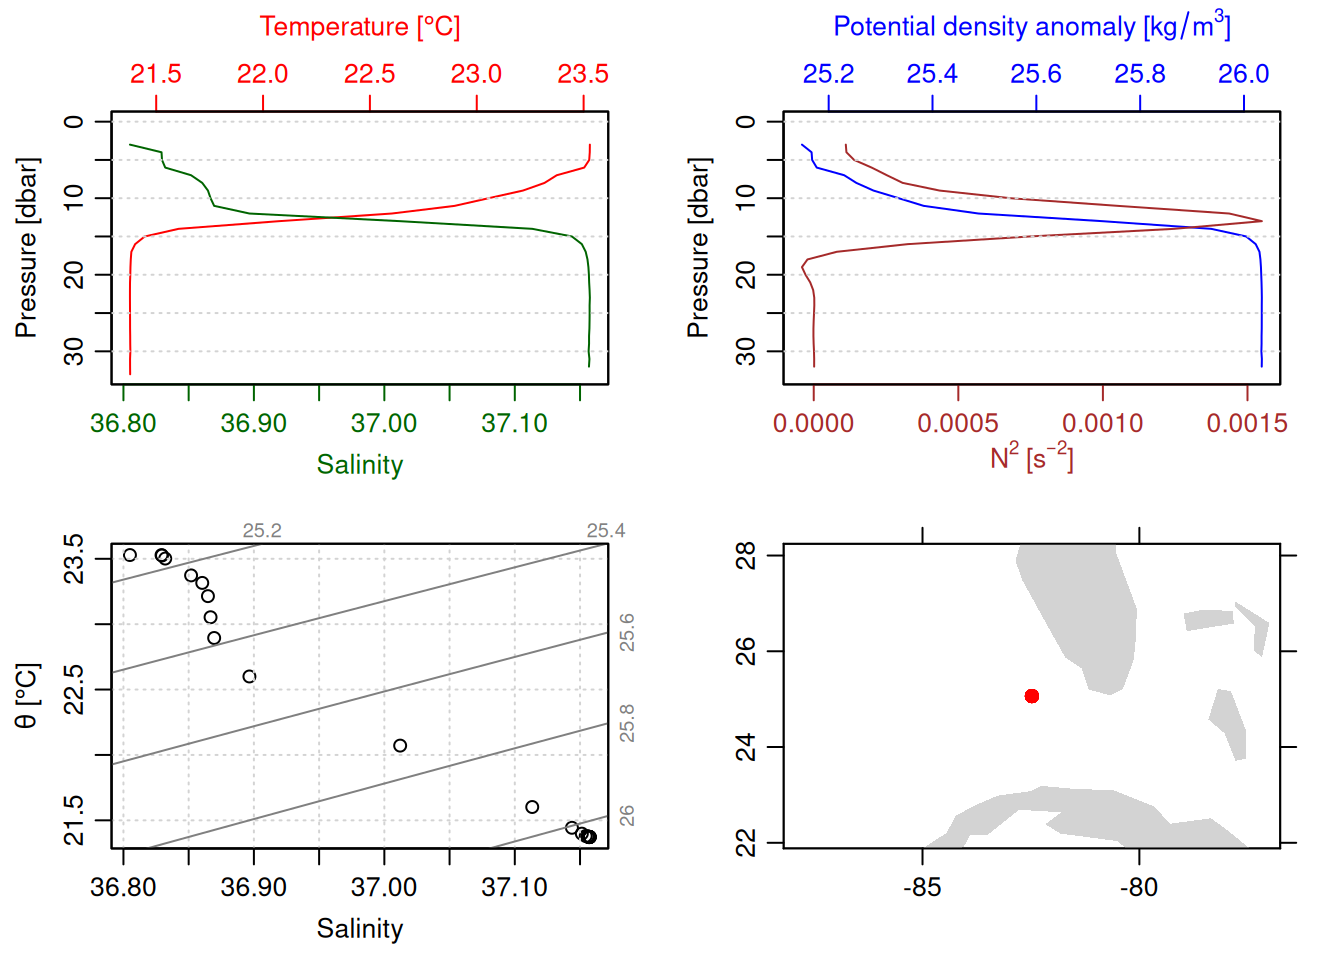 Temperature [°C]
21.5 22.0 22.5 23.0 23.5
Pressure [dbar]
0 10 20 30
36.80 36.90 37.00 37.10
Salinity
Potential density anomaly [kg/m³]
25.2 25.4 25.6 25.8 26.0
Pressure [dbar]
0 10 20 30
0.0000 0.0005 0.0010 0.0015
N² [s⁻²]
25.2 25.4
θ [°C]
23.5 22.5 21.5
25.6
25.8
26
36.80 36.90 37.00 37.10
Salinity
28
26
24
22
-85 -80